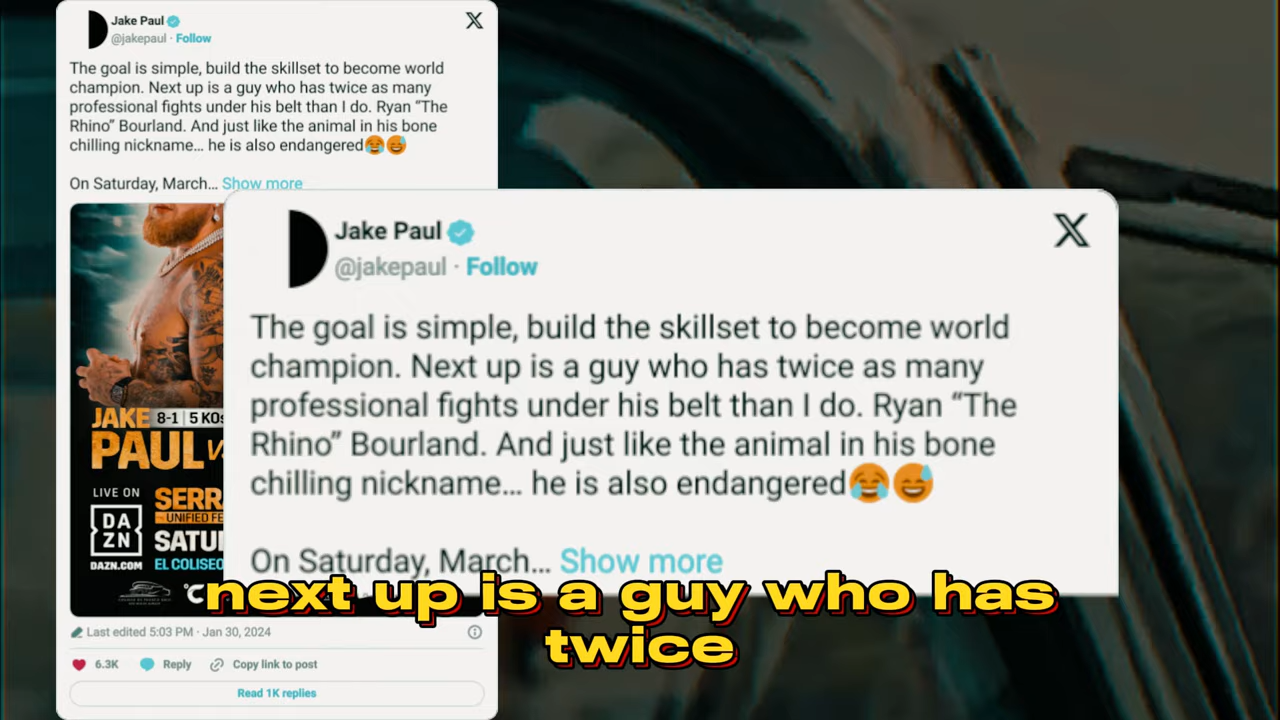 Jake Paul
@jakepaul · Follow
The goal is simple, build the skillset to become world
champion. Next up is a guy who has twice as many
professional fights under his belt than I do. Ryan “The
Rhino” Bourland. And just like the animal in his bone
chilling nickname… he is also endangered😂😅
On Saturday, March… Show more
JAKE 8-1 | 5 KOs
PAUL
LIVE ON
DAZN
DAZN.COM
SERR
UNIFIED FE
SATU
EL COLISEO
Last edited 5:03 PM · Jan 30, 2024
6.3K Reply Copy link to post
Read 1K replies
Jake Paul
@jakepaul · Follow
The goal is simple, build the skillset to become world
champion. Next up is a guy who has twice as many
professional fights under his belt than I do. Ryan “The
Rhino” Bourland. And just like the animal in his bone
chilling nickname… he is also endangered😂😅
On Saturday, March… Show more
next up is a guy who has
twice